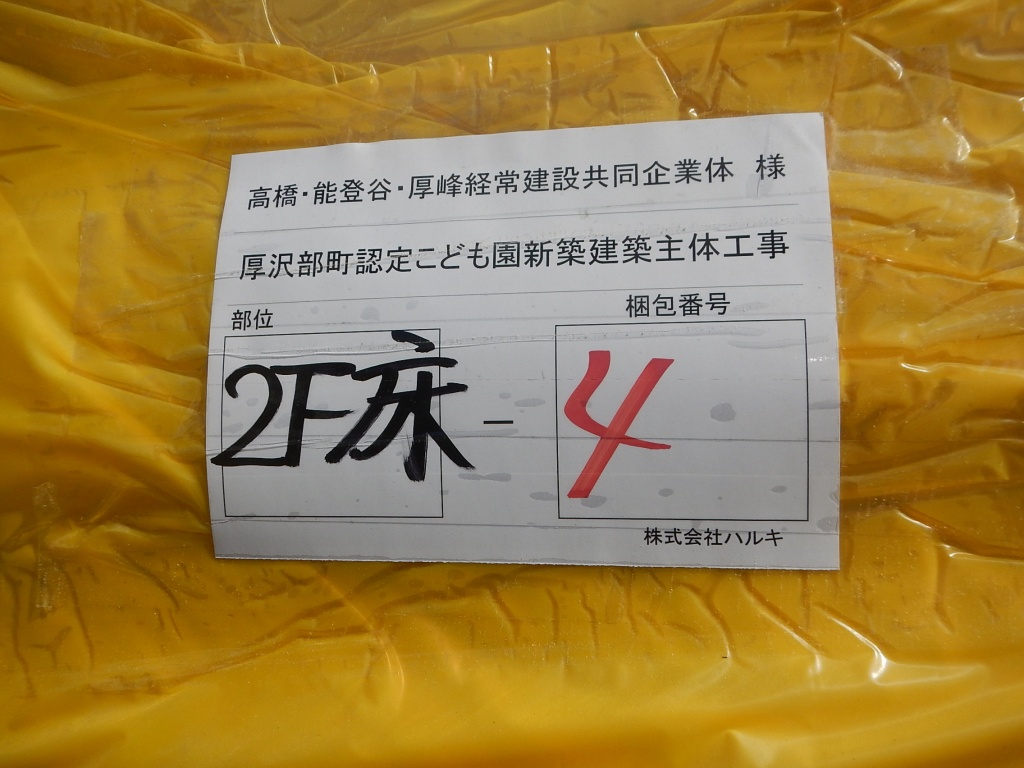 高橋・能登谷・厚峰経常建設共同企業体 様
厚沢部町認定こども園新築建築主体工事
部位 梱包番号
2F床 - 4
株式会社ハルキ